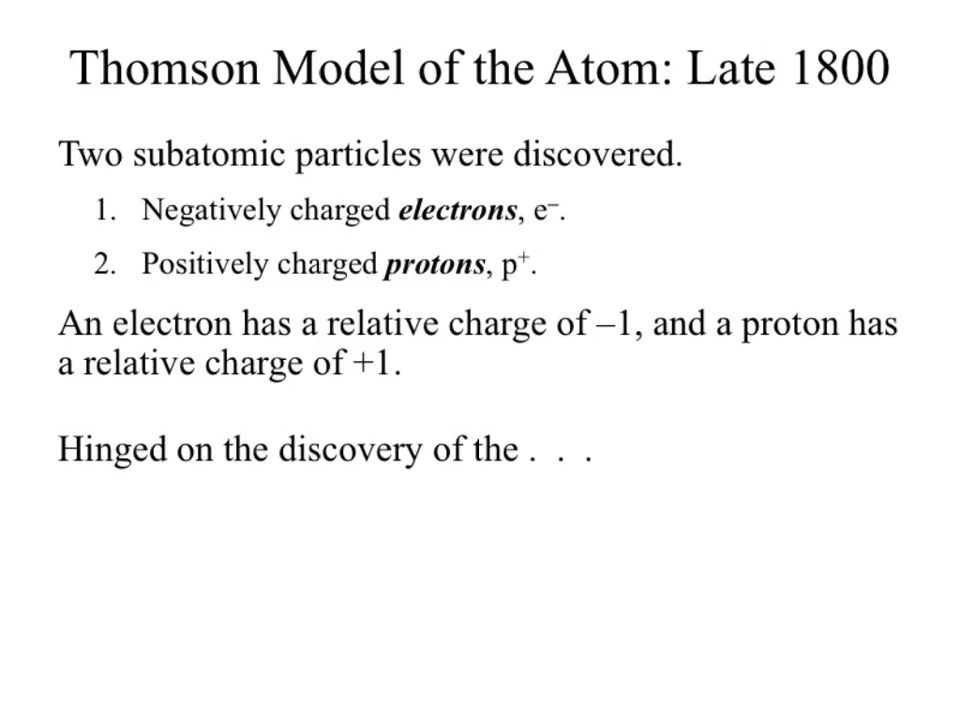 Thomson Model of the Atom: Late 1800
Two subatomic particles were discovered.
1. Negatively charged electrons, e⁻.
2. Positively charged protons, p⁺.
An electron has a relative charge of –1, and a proton has
a relative charge of +1.
Hinged on the discovery of the . . .